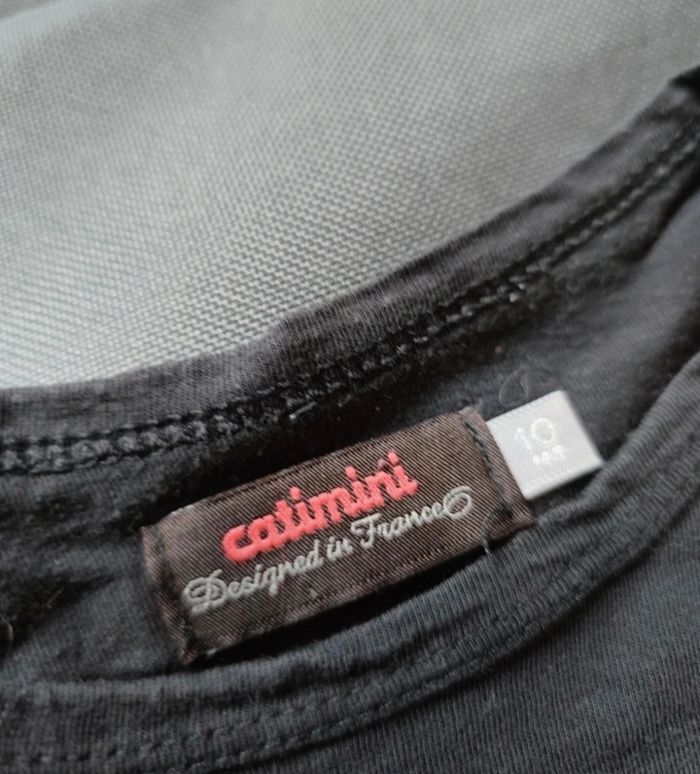 catimini
Designed in France
10